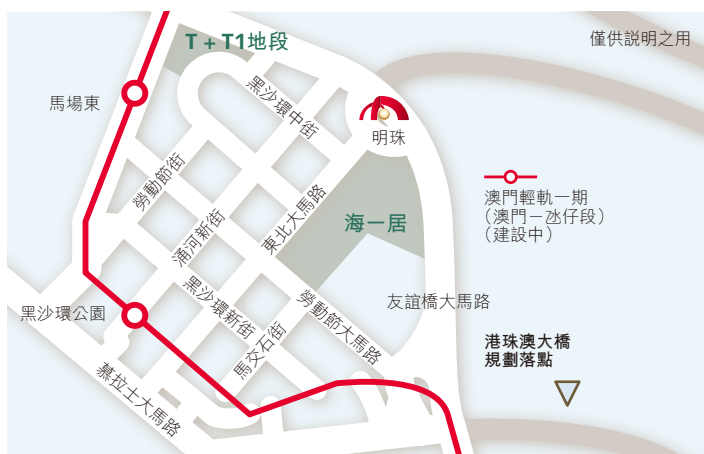 T + T1地段
僅供説明之用
馬場東
黑沙環中街
明珠
勞動節街
澳門輕軌一期
（澳門－氹仔段）
（建設中）
東北大馬路
海一居
涌河新街
友誼橋大馬路
黑沙環公園
黑沙環新街
勞動節大馬路
馬交石街
港珠澳大橋
規劃落點
慕拉士大馬路